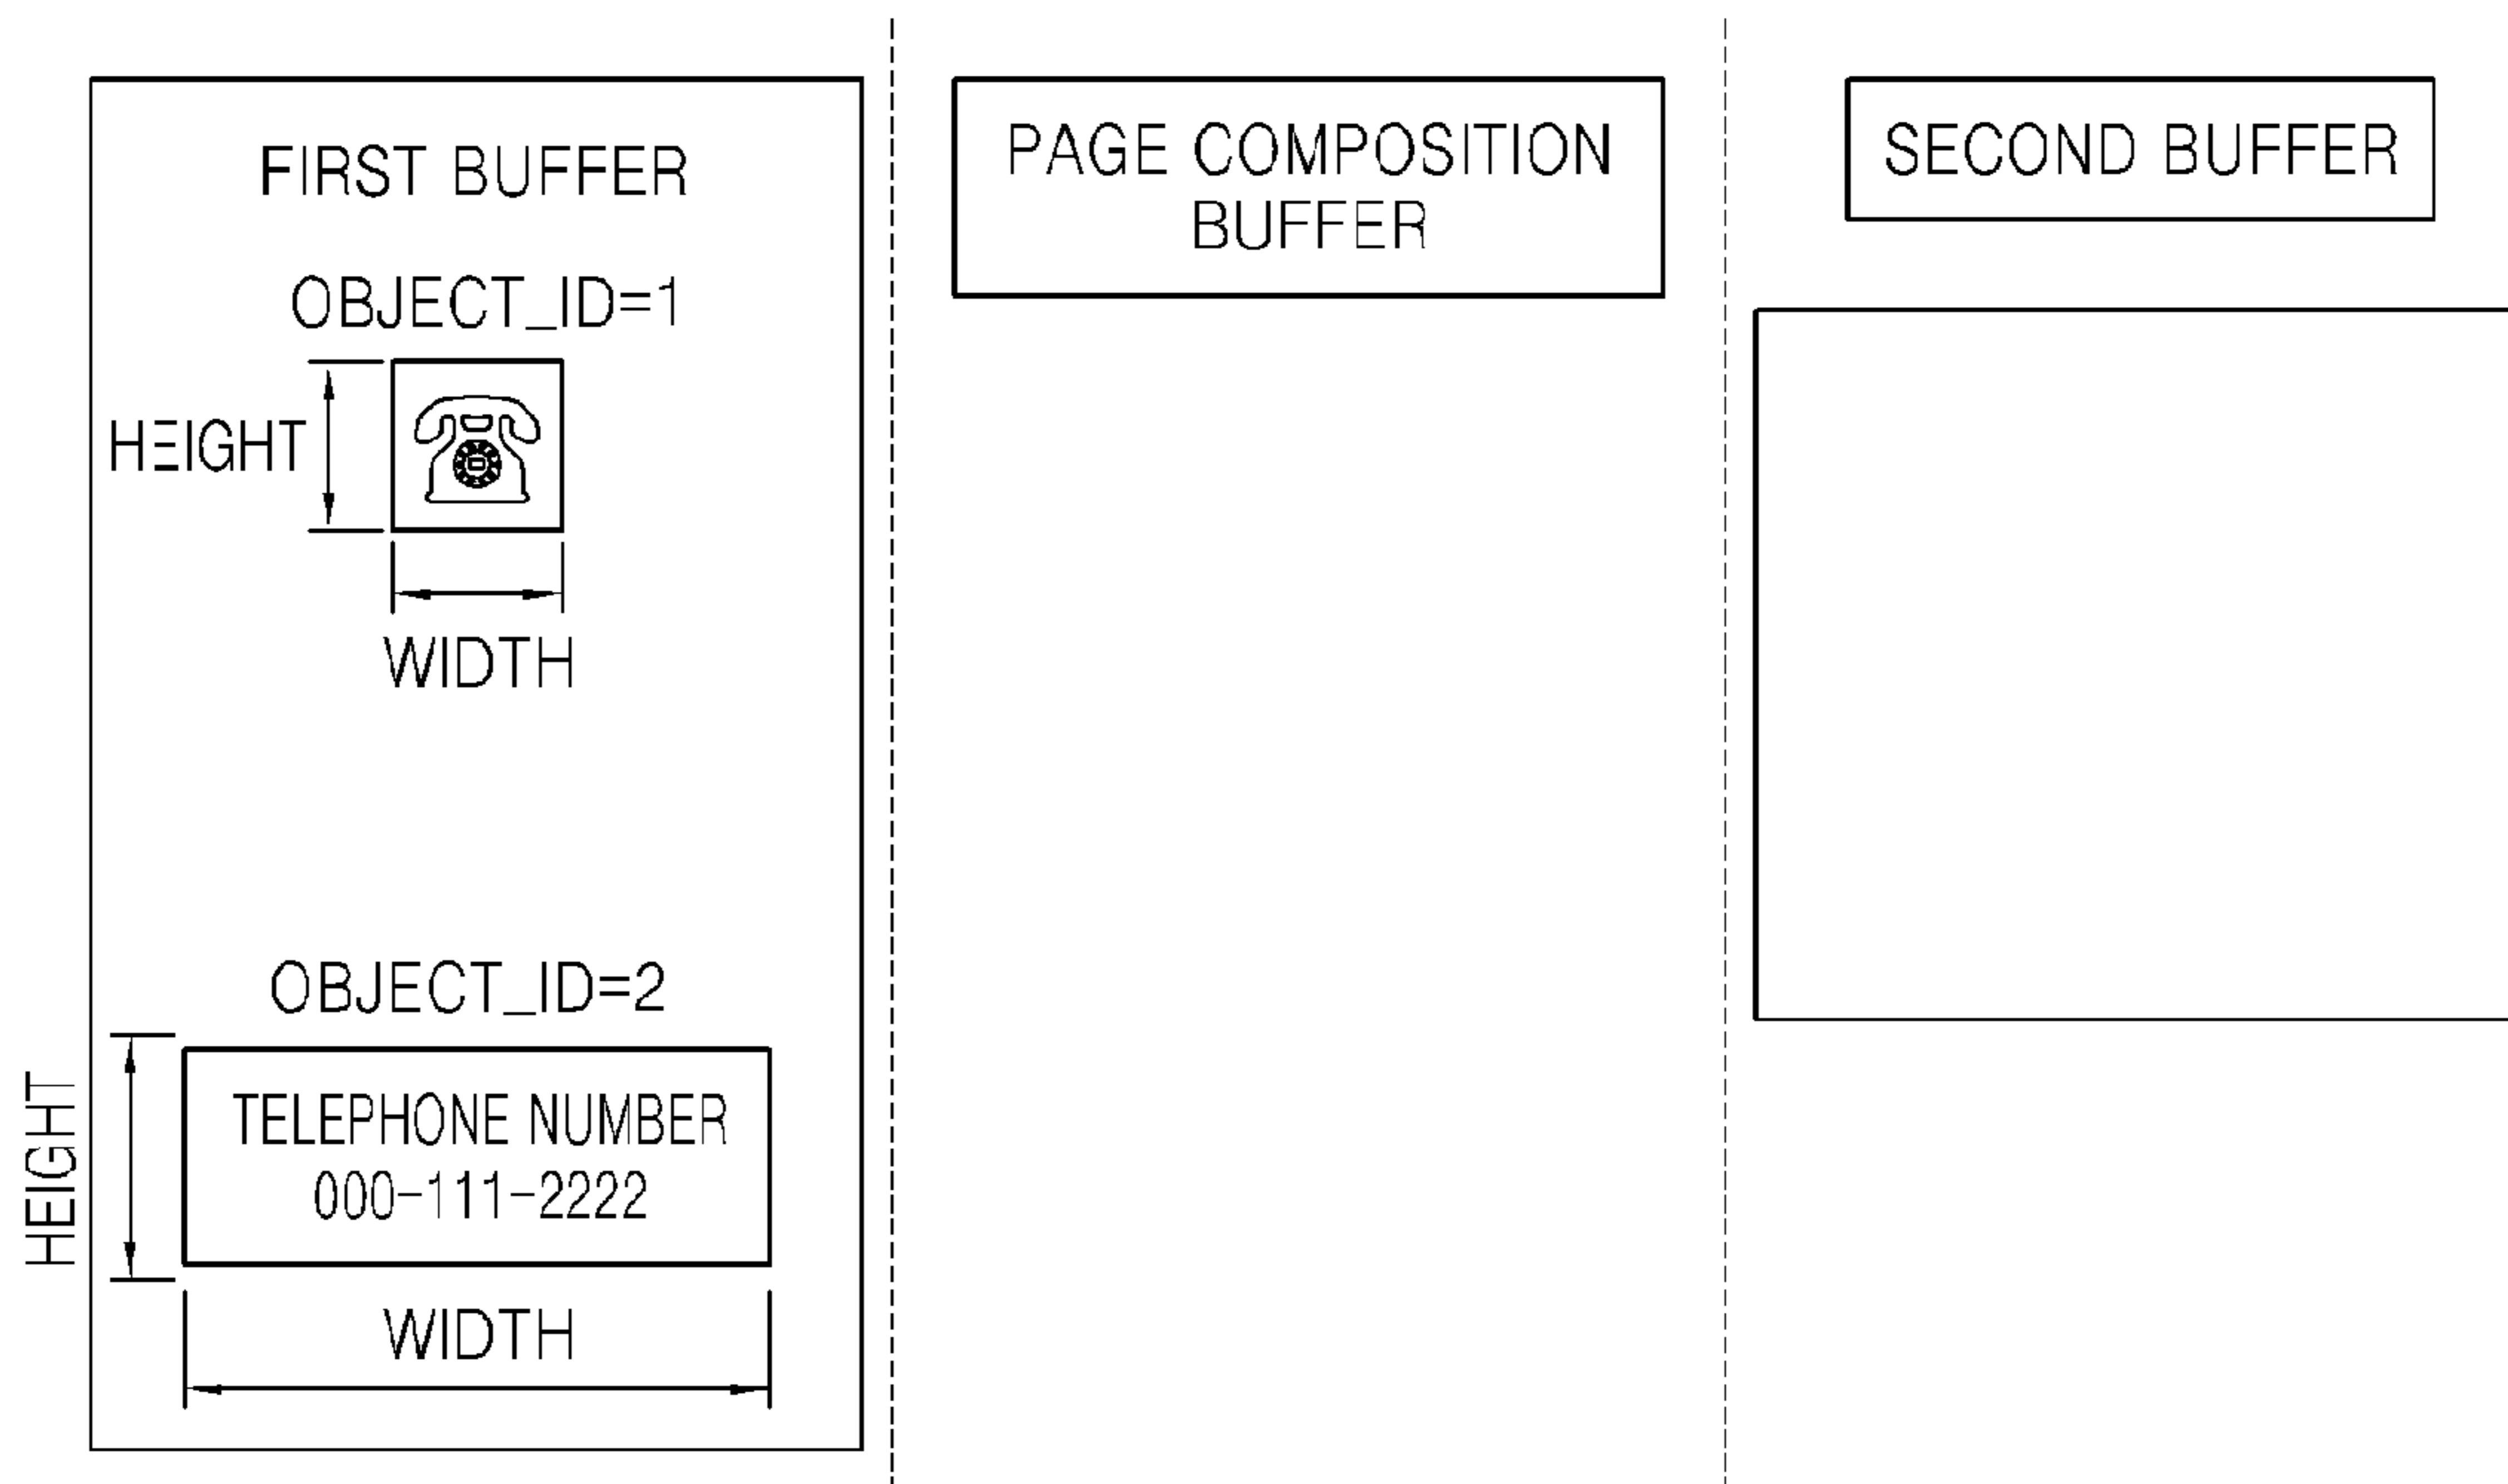 FIRST BUFFER
OBJECT_ID=1
HEIGHT
WIDTH
OBJECT_ID=2
HEIGHT
TELEPHONE NUMBER
000-111-2222
WIDTH
PAGE COMPOSITION
BUFFER
SECOND BUFFER